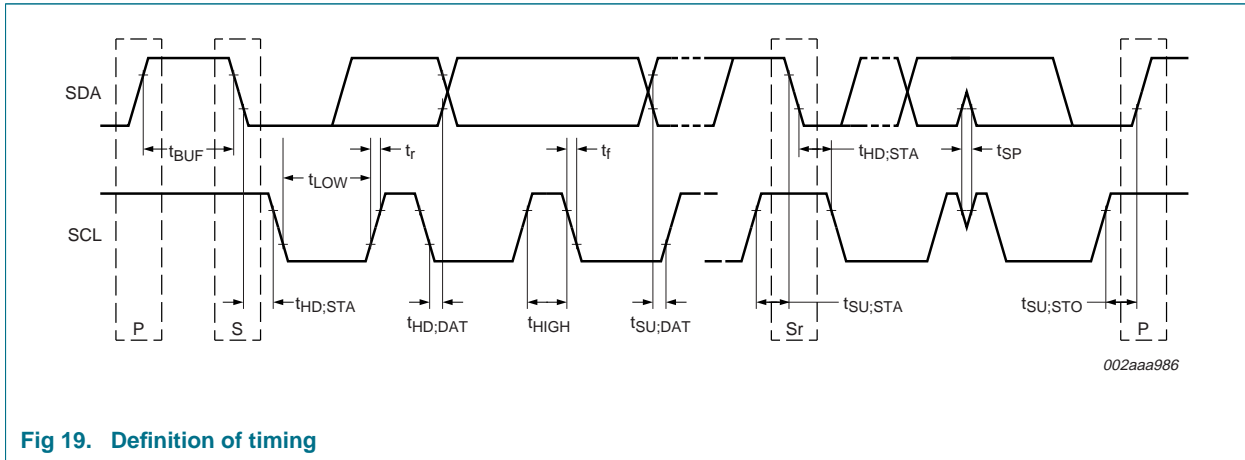 SDA
tBUF
tr
tf
tHD;STA
tSP
tLOW
SCL
tHD;STA
tHD;DAT
tHIGH
tSU;DAT
tSU;STA
tSU;STO
P
S
Sr
P
002aaa986
Fig 19. Definition of timing